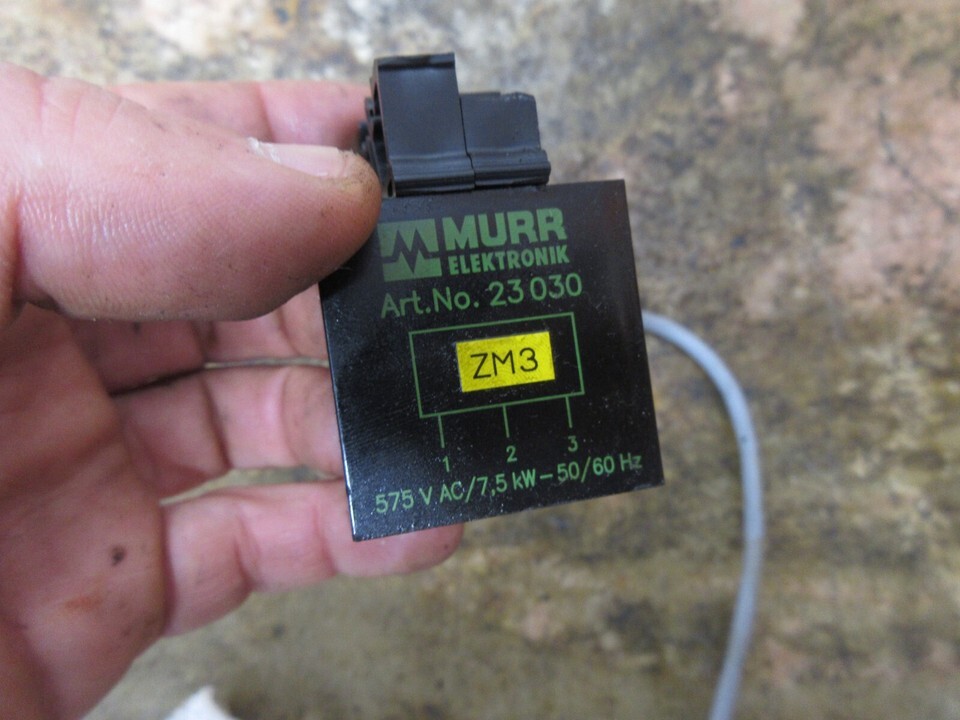 MURR
ELEKTRONIK
Art.No. 23 030
ZM3
1 2 3
575 V AC/7,5 kW-50/60 Hz